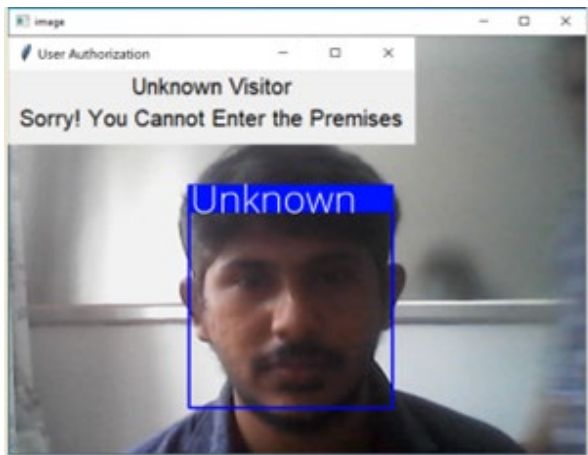 image
User Authorization
Unknown Visitor
Sorry! You Cannot Enter the Premises
Unknown